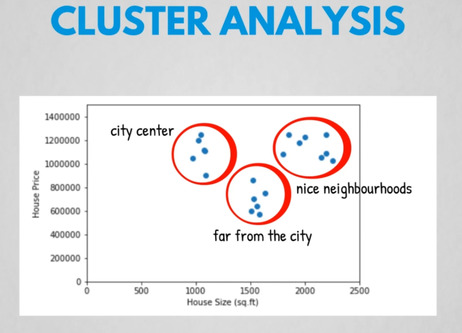 CLUSTER ANALYSIS
1400000
city center
1200000
1000000
800000
nice neighbourhoods
600000
far from the city
400000
200000
0
House Price
0 500 1000 1500 2000 2500
House Size (sq.ft)